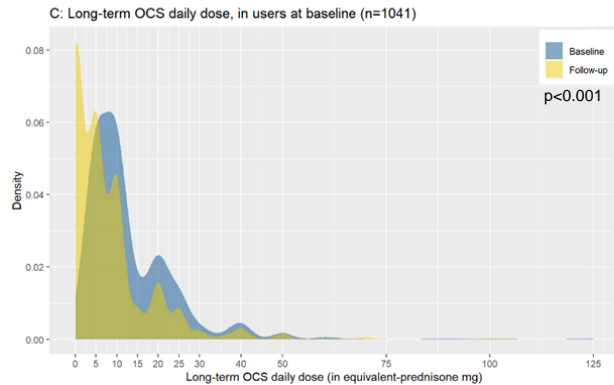 C: Long-term OCS daily dose, in users at baseline (n=1041)
Baseline
Follow-up
p<0.001
Density
0.08
0.06
0.04
0.02
0.00
0 5 10 15 20 25 30 40 50 75 100 125
Long-term OCS daily dose (in equivalent-prednisone mg)